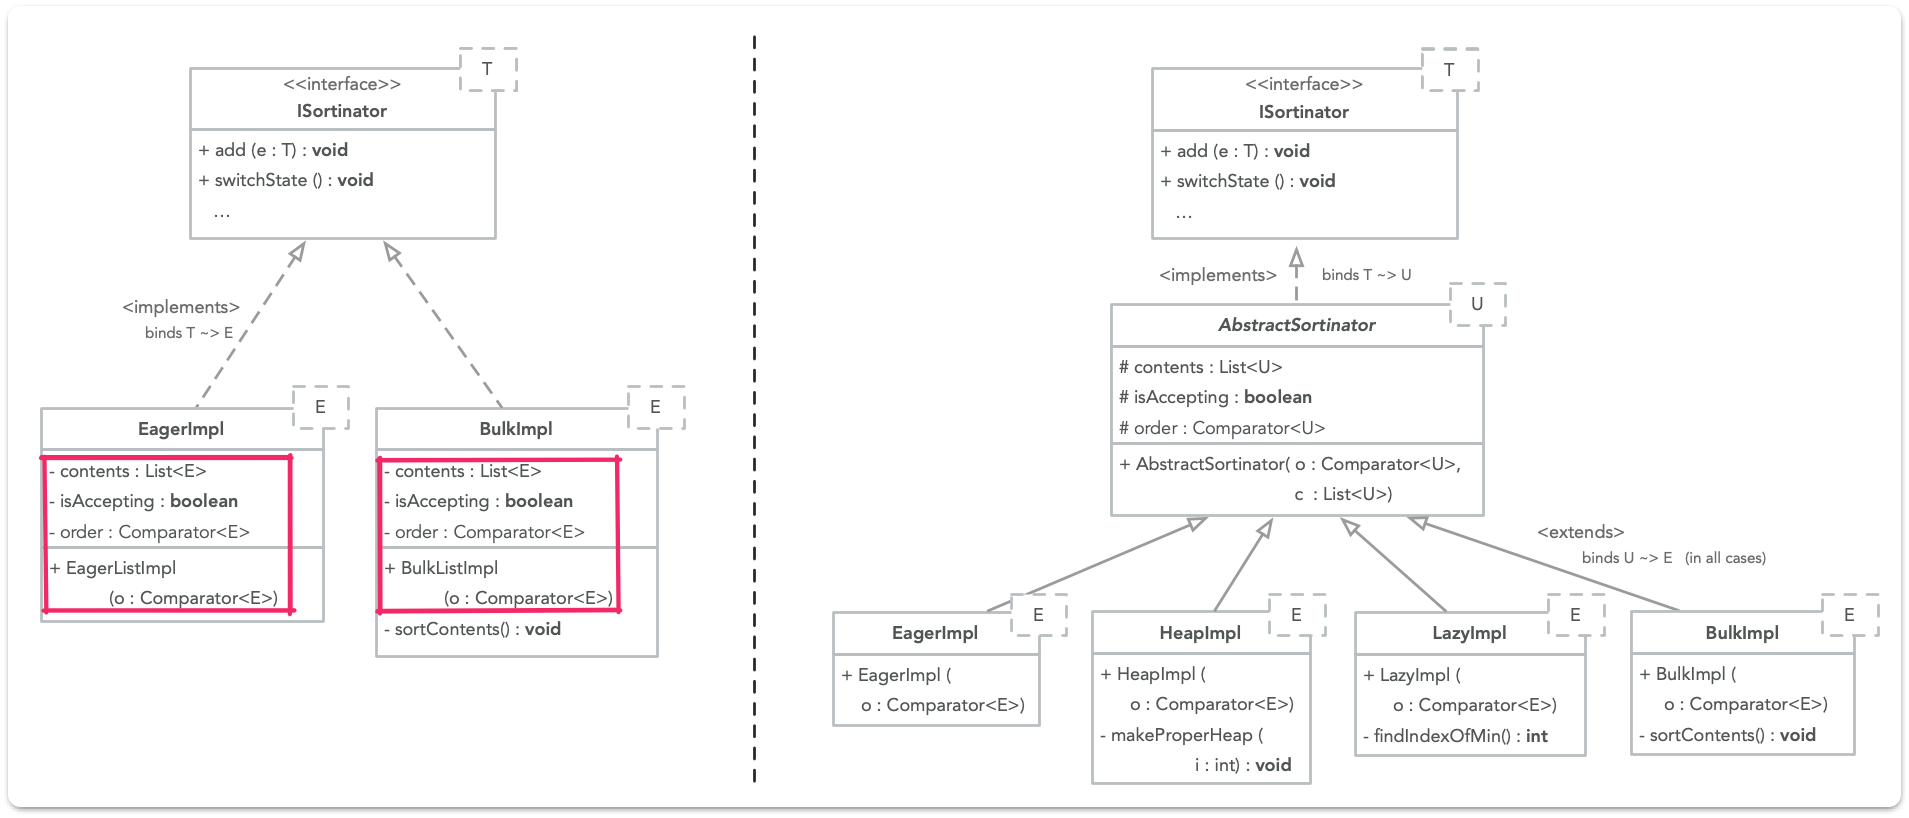 T
<<interface>>
ISortinator
+ add (e : T) : void
+ switchState () : void
...
<implements>
binds T ~> E
E
EagerImpl
- contents : List<E>
- isAccepting : boolean
- order : Comparator<E>
+ EagerListImpl
(o : Comparator<E>)
E
BulkImpl
- contents : List<E>
- isAccepting : boolean
- order : Comparator<E>
+ BulkListImpl
(o : Comparator<E>)
- sortContents() : void
T
<<interface>>
ISortinator
+ add (e : T) : void
+ switchState () : void
...
<implements>
binds T ~> U
U
AbstractSortinator
# contents : List<U>
# isAccepting : boolean
# order : Comparator<U>
+ AbstractSortinator( o : Comparator<U>,
c : List<U>)
<extends>
binds U ~> E (in all cases)
E
EagerImpl
+ EagerImpl (
o : Comparator<E>)
E
HeapImpl
+ HeapImpl (
o : Comparator<E>)
- makeProperHeap (
i : int) : void
E
LazyImpl
+ LazyImpl (
o : Comparator<E>)
- findIndexOfMin() : int
E
BulkImpl
+ BulkImpl (
o : Comparator<E>)
- sortContents() : void